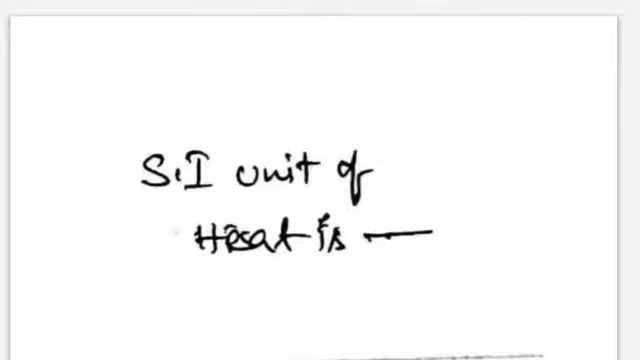 S.I unit of
Heat is —